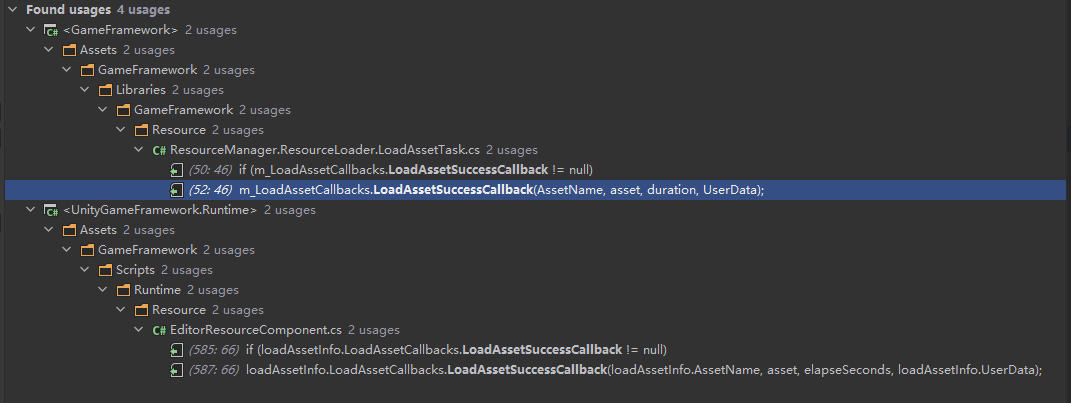 Found usages 4 usages
<GameFramework> 2 usages
Assets 2 usages
GameFramework 2 usages
Libraries 2 usages
GameFramework 2 usages
Resource 2 usages
C# ResourceManager.ResourceLoader.LoadAssetTask.cs 2 usages
(50: 46) if (m_LoadAssetCallbacks.LoadAssetSuccessCallback != null)
(52: 46) m_LoadAssetCallbacks.LoadAssetSuccessCallback(AssetName, asset, duration, UserData);
<UnityGameFramework.Runtime> 2 usages
Assets 2 usages
GameFramework 2 usages
Scripts 2 usages
Runtime 2 usages
Resource 2 usages
C# EditorResourceComponent.cs 2 usages
(585: 66) if (loadAssetInfo.LoadAssetCallbacks.LoadAssetSuccessCallback != null)
(587: 66) loadAssetInfo.LoadAssetCallbacks.LoadAssetSuccessCallback(loadAssetInfo.AssetName, asset, elapseSeconds, loadAssetInfo.UserData);